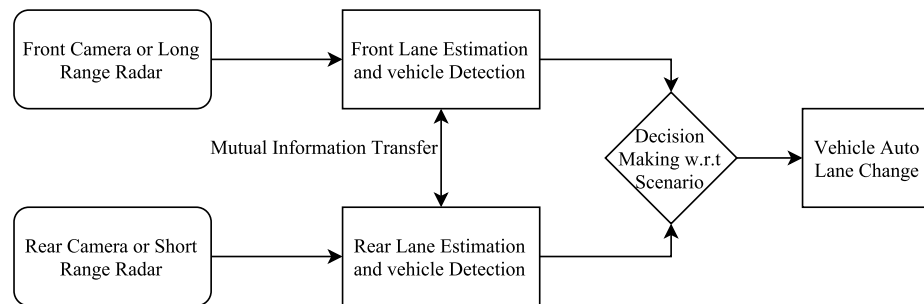 Front Camera or Long
Range Radar
Front Lane Estimation
and vehicle Detection
Mutual Information Transfer
Decision
Making w.r.t
Scenario
Vehicle Auto
Lane Change
Rear Camera or Short
Range Radar
Rear Lane Estimation
and vehicle Detection